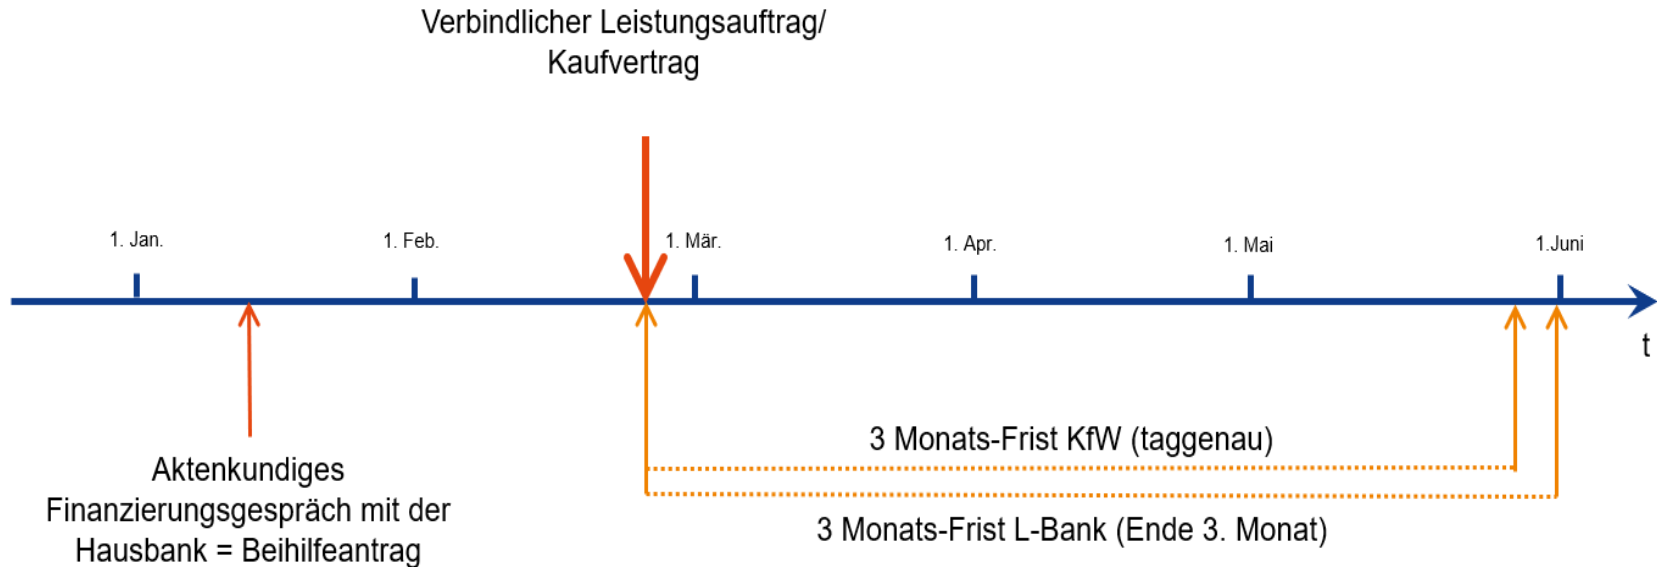 Verbindlicher Leistungsauftrag/
Kaufvertrag
1. Jan.
1. Feb.
1. Mär.
1. Apr.
1. Mai
1.Juni
t
3 Monats-Frist KfW (taggenau)
Aktenkundiges
Finanzierungsgespräch mit der
Hausbank = Beihilfeantrag
3 Monats-Frist L-Bank (Ende 3. Monat)